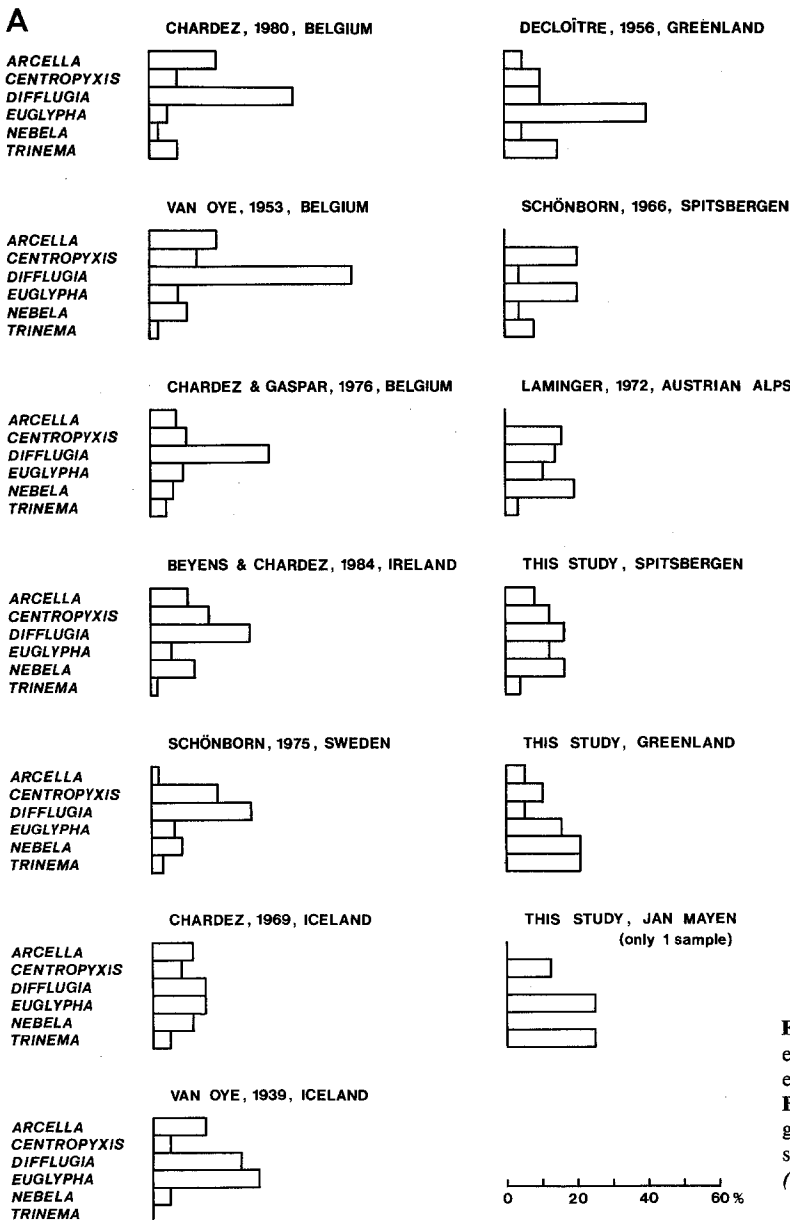 A
CHARDEZ, 1980, BELGIUM
ARCELLA
CENTROPYXIS
DIFFLUGIA
EUGLYPHA
NEBELA
TRINEMA
VAN OYE, 1953, BELGIUM
ARCELLA
CENTROPYXIS
DIFFLUGIA
EUGLYPHA
NEBELA
TRINEMA
CHARDEZ & GASPAR, 1976, BELGIUM
ARCELLA
CENTROPYXIS
DIFFLUGIA
EUGLYPHA
NEBELA
TRINEMA
BEYENS & CHARDEZ, 1984, IRELAND
ARCELLA
CENTROPYXIS
DIFFLUGIA
EUGLYPHA
NEBELA
TRINEMA
SCHÖNBORN, 1975, SWEDEN
ARCELLA
CENTROPYXIS
DIFFLUGIA
EUGLYPHA
NEBELA
TRINEMA
CHARDEZ, 1969, ICELAND
ARCELLA
CENTROPYXIS
DIFFLUGIA
EUGLYPHA
NEBELA
TRINEMA
VAN OYE, 1939, ICELAND
ARCELLA
CENTROPYXIS
DIFFLUGIA
EUGLYPHA
NEBELA
TRINEMA
DECLOÎTRE, 1956, GREENLAND
SCHÖNBORN, 1966, SPITSBERGEN
LAMINGER, 1972, AUSTRIAN ALPS
THIS STUDY, SPITSBERGEN
THIS STUDY, GREENLAND
THIS STUDY, JAN MAYEN
(only 1 sample)
0 20 40 60 %